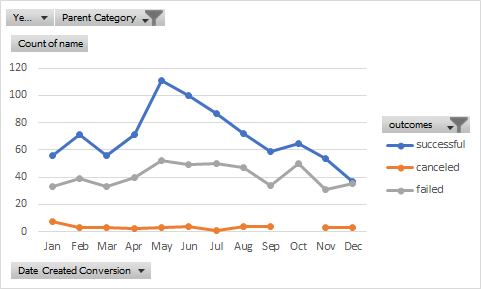 Ye...
Parent Category
Count of name
120
100
80
60
40
20
0
Jan Feb Mar Apr May Jun Jul Aug Sep Oct Nov Dec
outcomes
successful
canceled
failed
Date Created Conversion